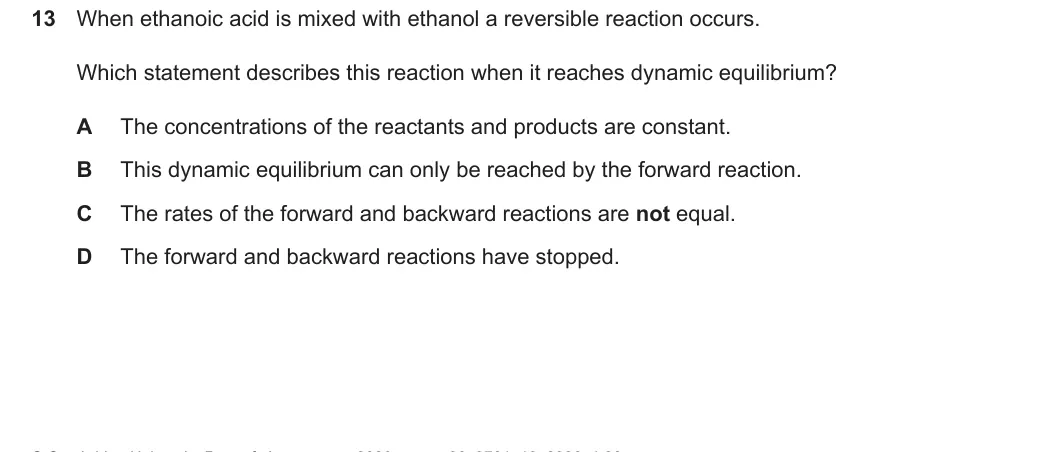 13 When ethanoic acid is mixed with ethanol a reversible reaction occurs.
Which statement describes this reaction when it reaches dynamic equilibrium?
A The concentrations of the reactants and products are constant.
B This dynamic equilibrium can only be reached by the forward reaction.
C The rates of the forward and backward reactions are not equal.
D The forward and backward reactions have stopped.